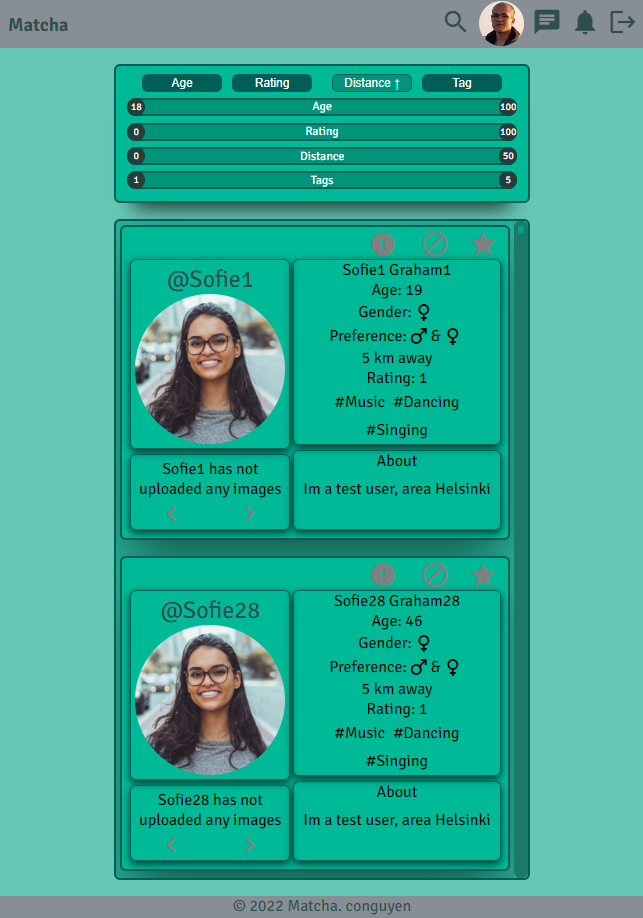 Matcha
Age Rating Distance ↑ Tag
18 Age 100
0 Rating 100
0 Distance 50
1 Tags 5
@Sofie1
Sofie1 has not
uploaded any images
Sofie1 Graham1
Age: 19
Gender: ♀
Preference: ♂ & ♀
5 km away
Rating: 1
#Music #Dancing
#Singing
About
Im a test user, area Helsinki
@Sofie28
Sofie28 has not
uploaded any images
Sofie28 Graham28
Age: 46
Gender: ♀
Preference: ♂ & ♀
5 km away
Rating: 1
#Music #Dancing
#Singing
About
Im a test user, area Helsinki
© 2022 Matcha. conguyen